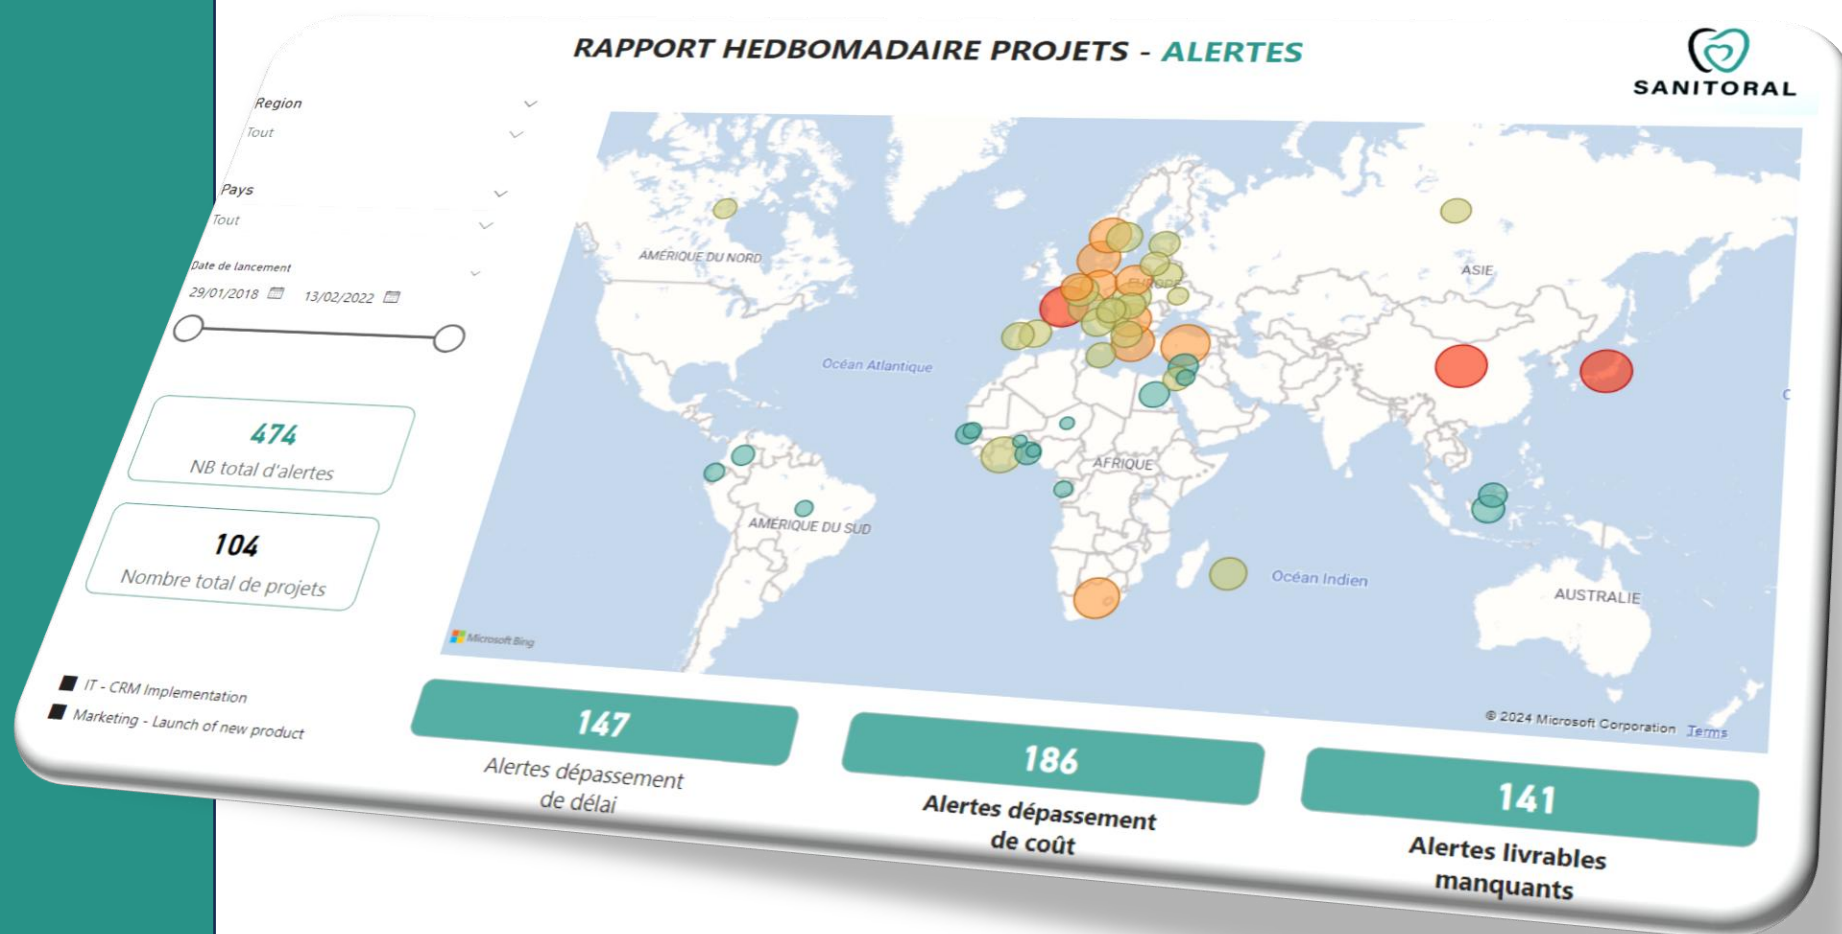 RAPPORT HEDBOMADAIRE PROJETS - ALERTES
SANITORAL
Region
Tout
Pays
Tout
Date de lancement
29/01/2018
13/02/2022
474
NB total d'alertes
104
Nombre total de projets
IT - CRM Implementation
Marketing - Launch of new product
AMÉRIQUE DU NORD
EUROPE
ASIE
Océan Atlantique
AFRIQUE
AMÉRIQUE DU SUD
Océan Indien
AUSTRALIE
Microsoft Bing
© 2024 Microsoft Corporation Terms
147
Alertes dépassement
de délai
186
Alertes dépassement
de coût
141
Alertes livrables
manquants